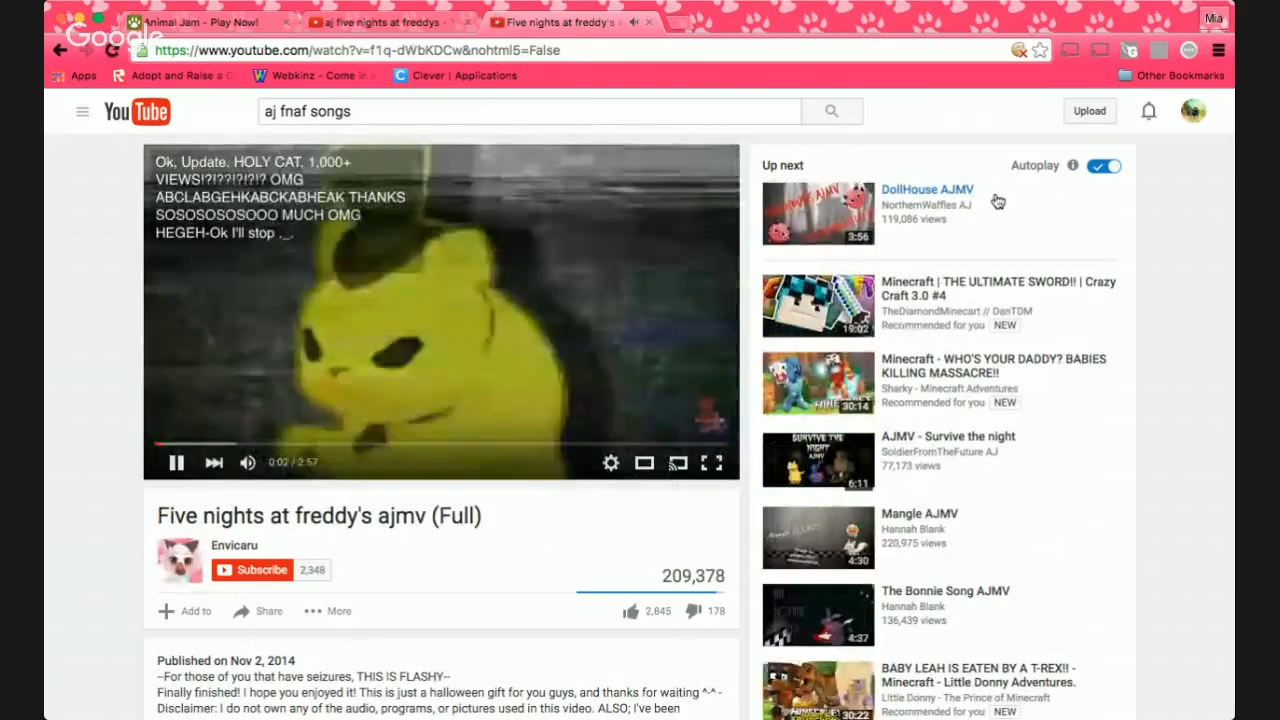 Animal Jam - Play Now!
aj five nights at freddys -
Five nights at freddy's a
Mia
Google
https://www.youtube.com/watch?v=f1q-dWbKDCw&nohtml5=False
Apps
Adopt and Raise a C
Webkinz - Come in a
Clever | Applications
Other Bookmarks
YouTube
aj fnaf songs
Upload
Ok, Update. HOLY CAT. 1,000+
VIEWS!?!??!?!?!? OMG
ABCLABGEHKABCKABHEAK THANKS
SOSOSOSOSOOO MUCH OMG
HEGEH-Ok I'll stop ._.
0:02 / 2:57
Five nights at freddy's ajmv (Full)
Envicaru
Subscribe 2,348
209,378
Add to
Share
More
2,845
178
Published on Nov 2, 2014
--For those of you that have seizures, THIS IS FLASHY--
Finally finished! I hope you enjoyed it! This is just a halloween gift for you guys, and thanks for waiting ^-^ -
Disclaimer: I do not own any of the audio, programs, or pictures used in this video. ALSO; I've been
Up next
Autoplay
DollHouse AJMV
NorthernWaffles AJ
119,086 views
3:56
Minecraft | THE ULTIMATE SWORD!! | Crazy
Craft 3.0 #4
TheDiamondMinecart // DanTDM
Recommended for you NEW
19:02
Minecraft - WHO'S YOUR DADDY? BABIES
KILLING MASSACRE!!
Sharky - Minecraft Adventures
Recommended for you NEW
30:14
SURVIVE THE
NIGHT
AJMV
AJMV - Survive the night
SoldierFromTheFuture AJ
77,173 views
6:11
Mangle AJMV
Hannah Blank
220,975 views
4:30
The Bonnie Song AJMV
Hannah Blank
136,439 views
4:37
BABY LEAH IS EATEN BY A T-REX!! -
Minecraft - Little Donny Adventures.
Little Donny - The Prince of Minecraft
Recommended for you NEW
30:22